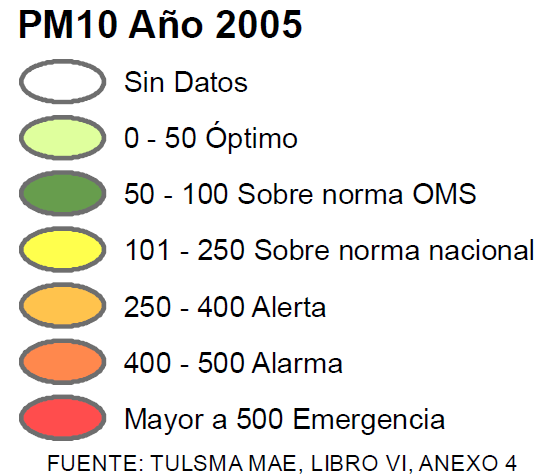 PM10 Año 2005
Sin Datos
0 - 50 Óptimo
50 - 100 Sobre norma OMS
101 - 250 Sobre norma nacional
250 - 400 Alerta
400 - 500 Alarma
Mayor a 500 Emergencia
FUENTE: TULSMA MAE, LIBRO VI, ANEXO 4